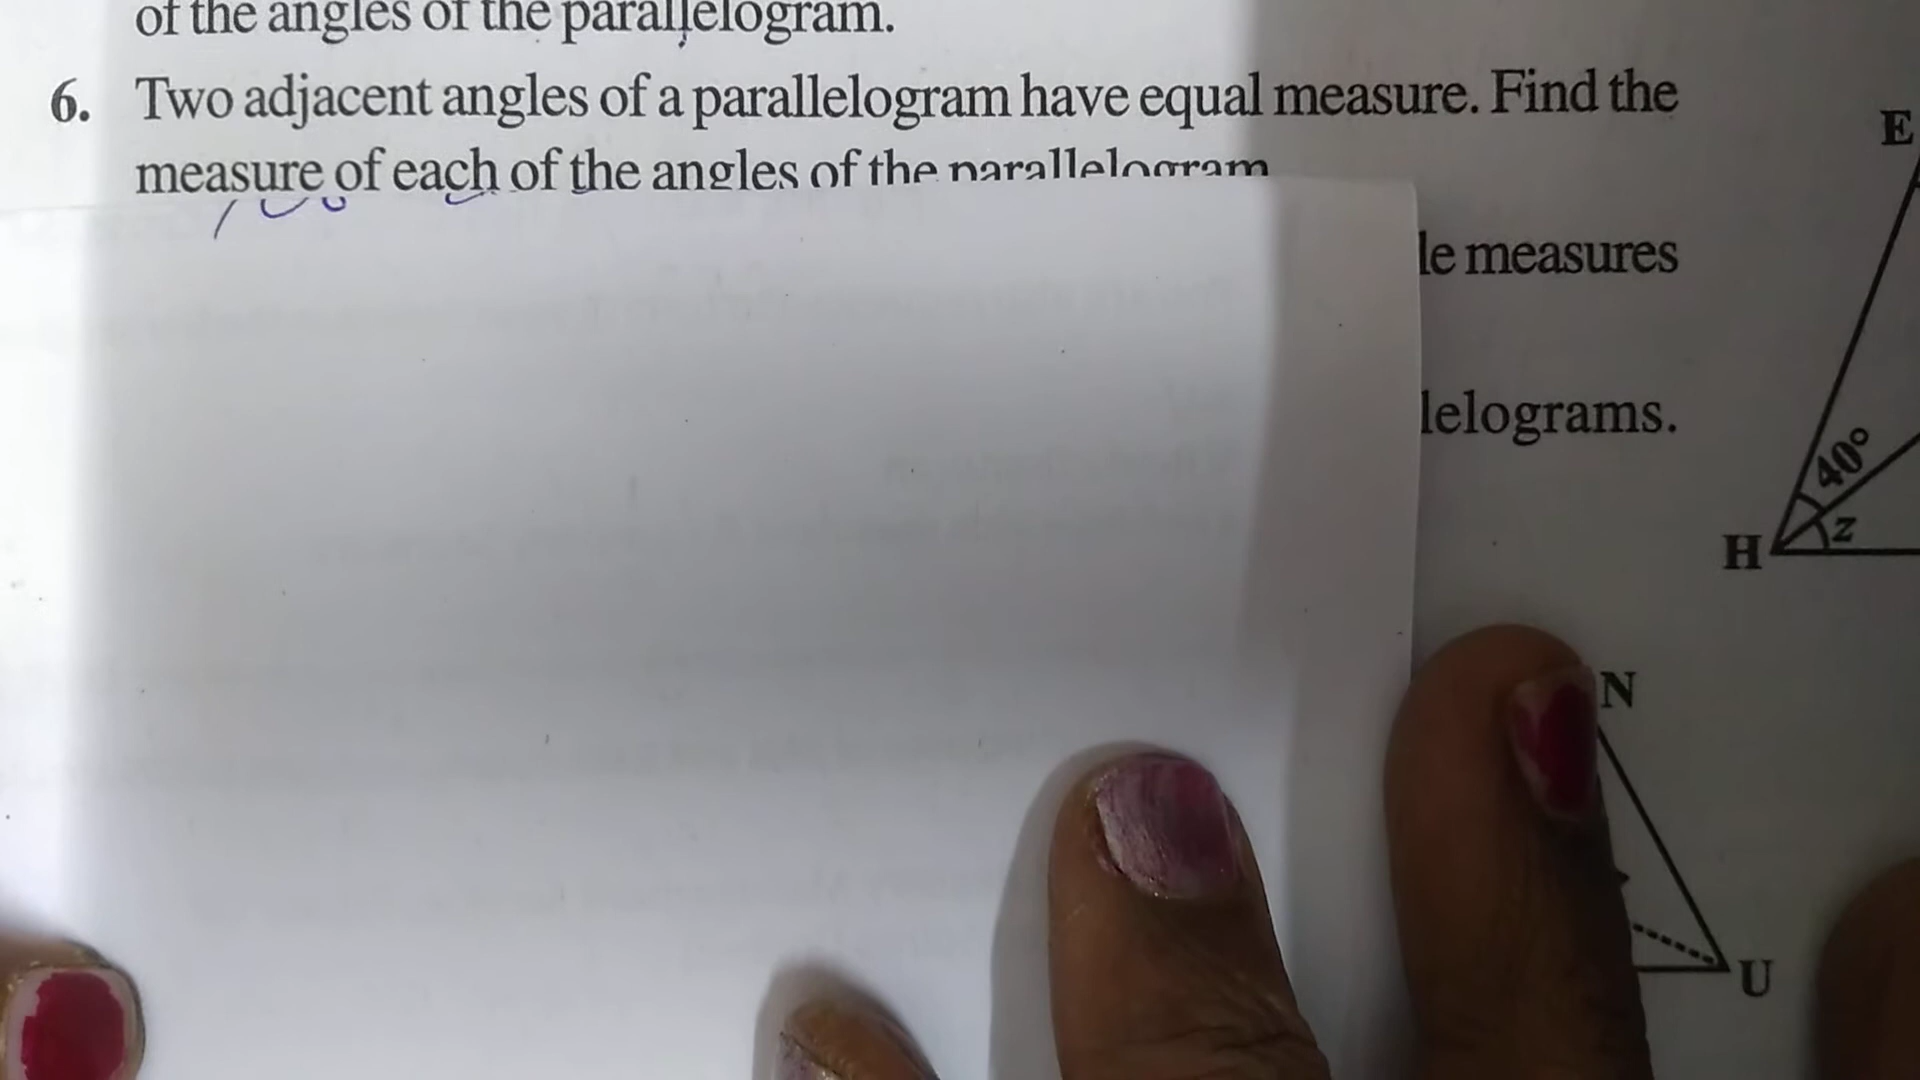 of the angles of the parallelogram.
6. Two adjacent angles of a parallelogram have equal measure. Find the
measure of each of the angles of the parallelogram
le measures
lelograms.
E
40°
z
H
N
U